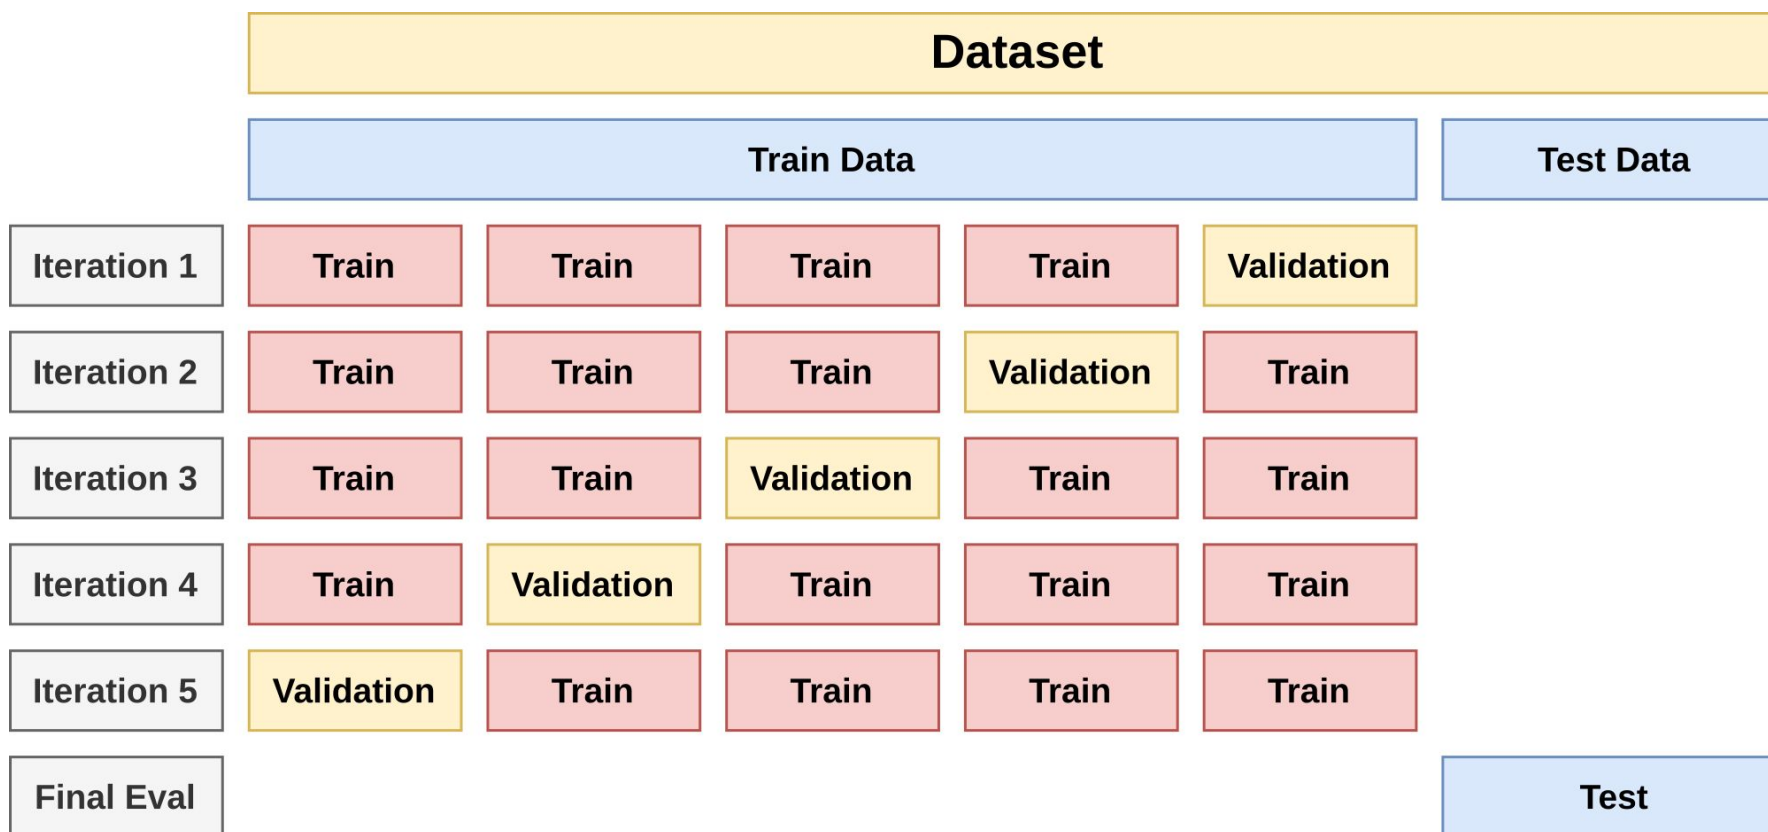 Dataset
Train Data Test Data
Iteration 1 Train Train Train Train Validation
Iteration 2 Train Train Train Validation Train
Iteration 3 Train Train Validation Train Train
Iteration 4 Train Validation Train Train Train
Iteration 5 Validation Train Train Train Train
Final Eval Test